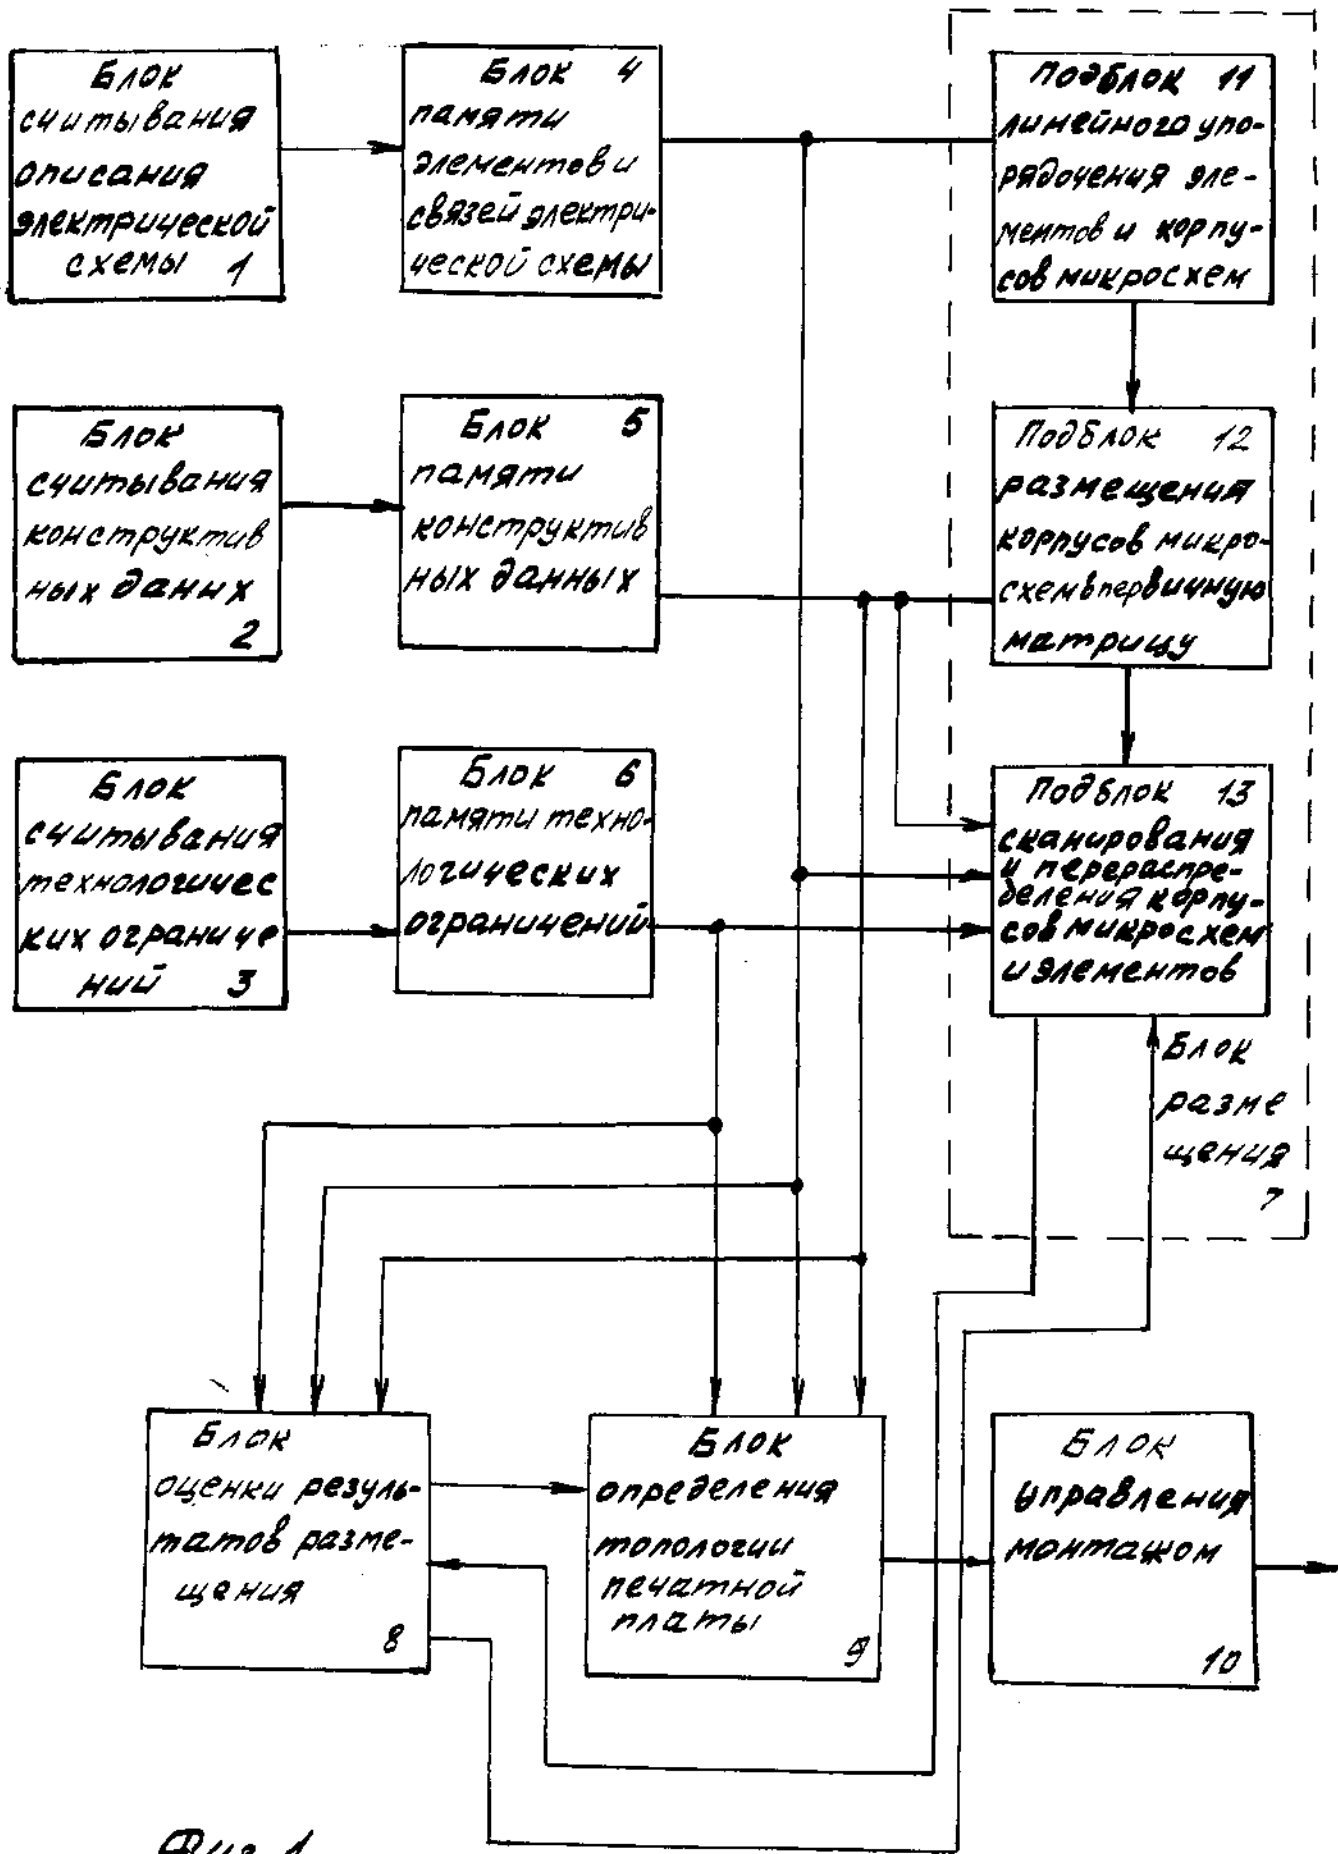 Блок
считывания
описания
электрической
схемы 1
Блок 4
памяти
элементов и
связей электри-
ческой схемы
Подблок 11
линейного упо-
рядочения эле-
ментов и корпу-
сов микросхем
Блок
считывания
конструктив
ных даних
2
Блок 5
памяти
конструктив
ных данных
Подблок 12
размещения
корпусов микро-
схем в первичную
матрицу
Блок
считывания
технологичес
ких ограниче
ний 3
Блок 6
памяти техно-
логических
ограничений
Подблок 13
сканирования
и перераспре-
деления корпу-
сов микросхем
и элементов
Блок
разме
щения
7
Блок
оценки резуль-
татов разме-
щения
8
Блок
определения
топологии
печатной
платы
9
Блок
управления
монтажом
10
Фиг. 1